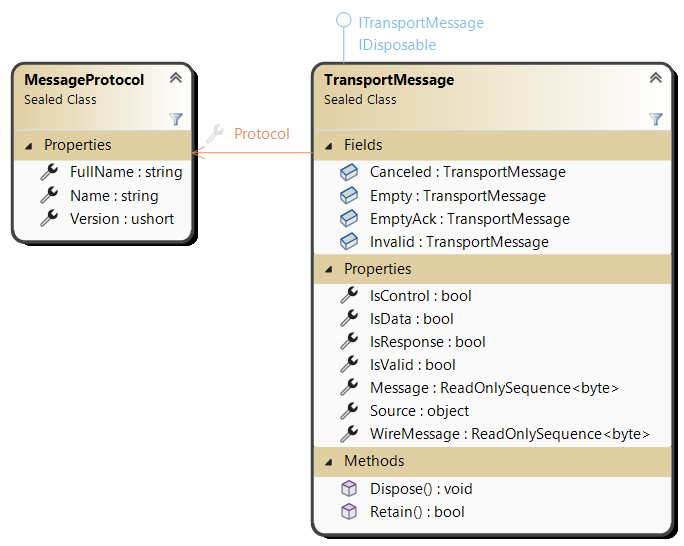 ITransportMessage
IDisposable
MessageProtocol
Sealed Class
Properties
FullName : string
Name : string
Version : ushort
Protocol
TransportMessage
Sealed Class
Fields
Canceled : TransportMessage
Empty : TransportMessage
EmptyAck : TransportMessage
Invalid : TransportMessage
Properties
IsControl : bool
IsData : bool
IsResponse : bool
IsValid : bool
Message : ReadOnlySequence<byte>
Source : object
WireMessage : ReadOnlySequence<byte>
Methods
Dispose() : void
Retain() : bool